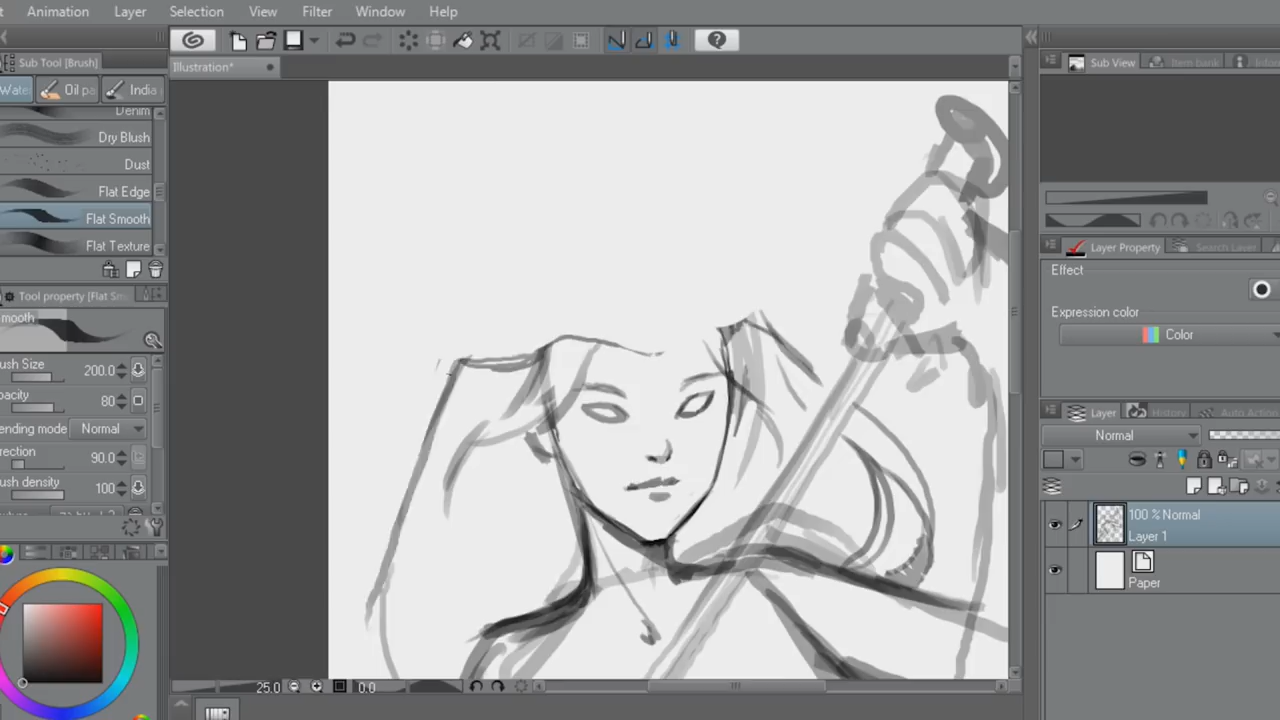 Animation Layer Selection View Filter Window Help
Sub Tool [Brush]
Wate Oil pa India
Illustration*
Sub View Item bank Infor
Denim
Dry Blush
Dust
Flat Edge
Flat Smooth
Flat Texture
Tool property [Flat Sm
mooth
ush Size 200.0
pacity 80
ending mode Normal
rection 90.0
ush density 100
25.0 0.0
Layer Property Search Layer
Effect
Expression color
Color
Layer History Auto Action
Normal
100 % Normal
Layer 1
Paper